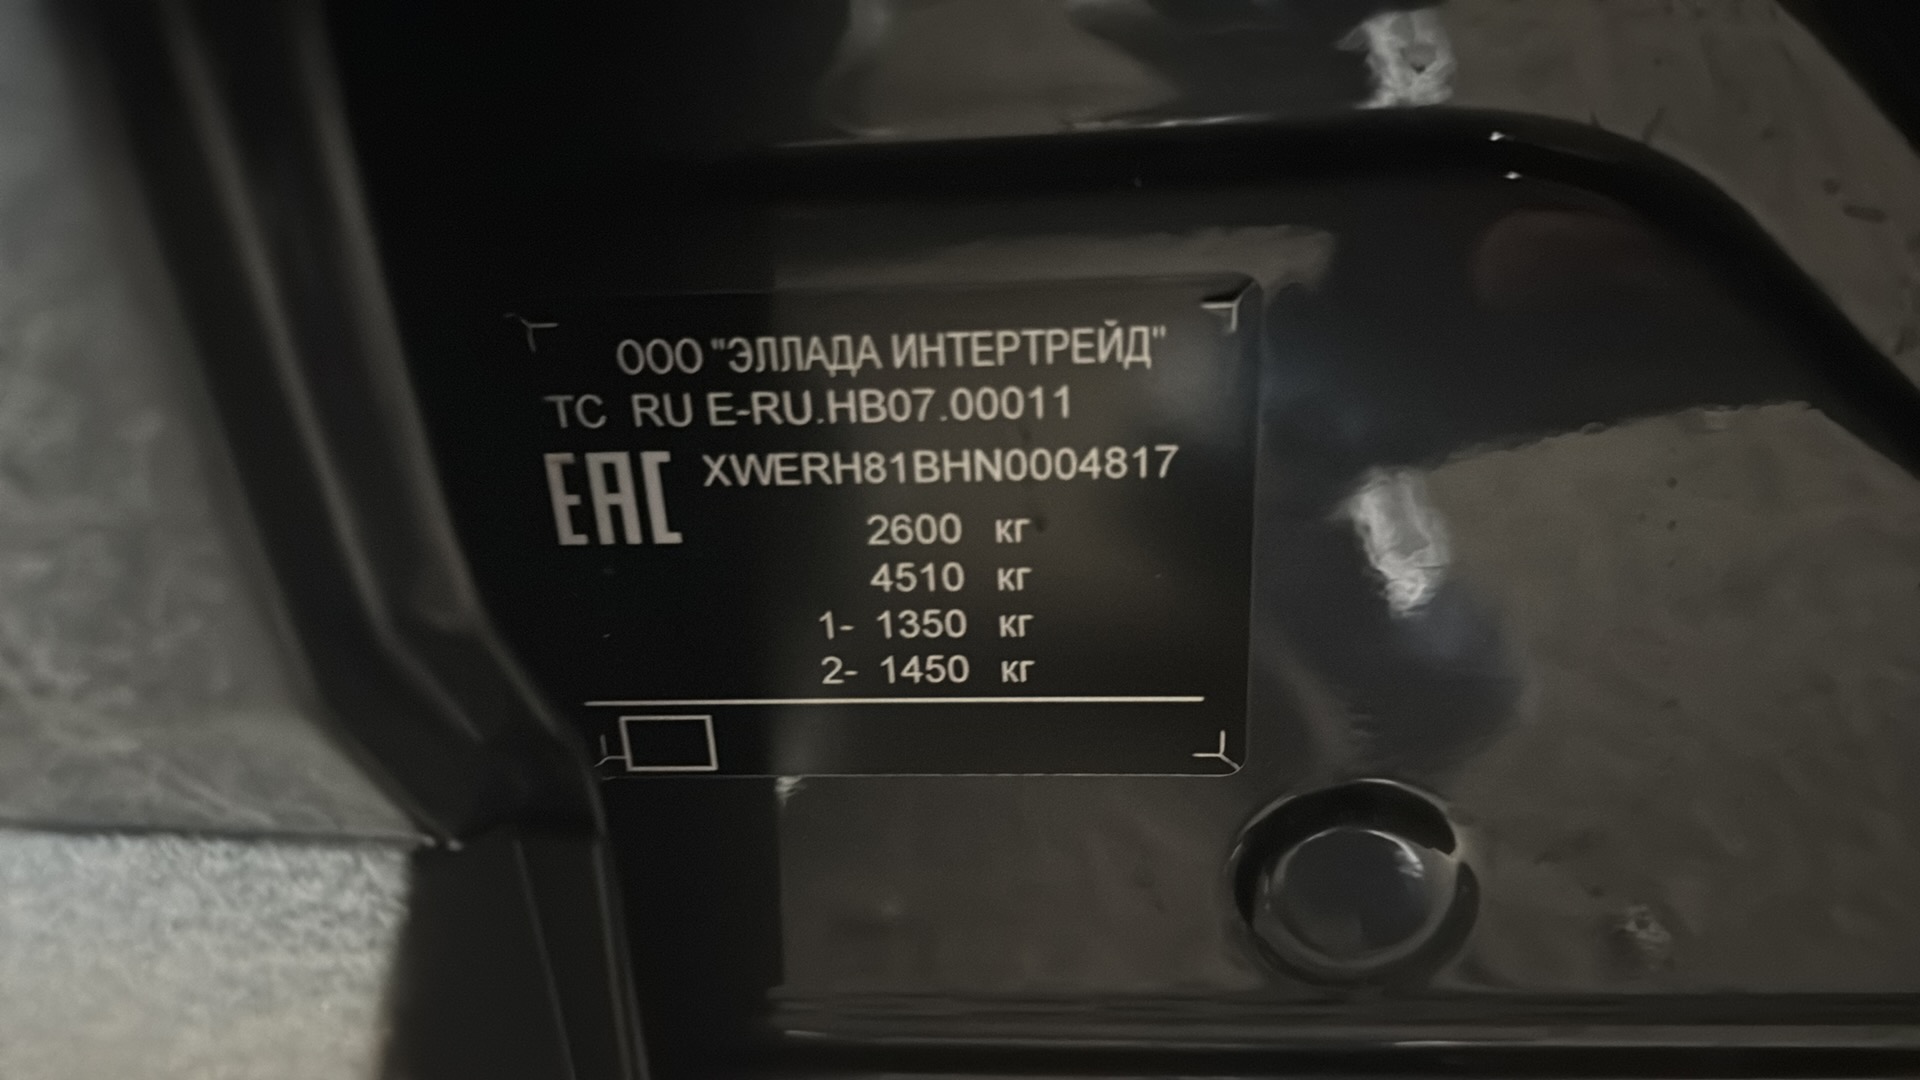 ООО "ЭЛЛАДА ИНТЕРТРЕЙД"
ТС RU E-RU.НВ07.00011
EAC XWERH81BHN0004817
2600 кг
4510 кг
1- 1350 кг
2- 1450 кг